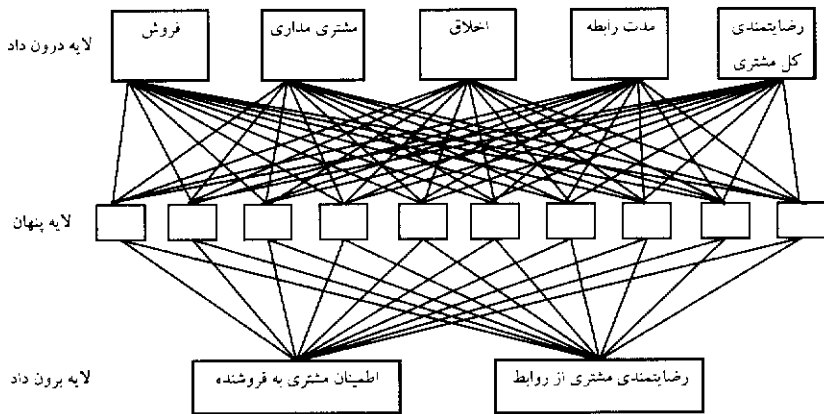 لایه درون داد
فروش
مشتری مداری
اخلاق
مدت رابطه
رضایتمندی
کل مشتری
لایه پنهان
لایه برون داد
اطمینان مشتری به فروشنده
رضایتمندی مشتری از روابط